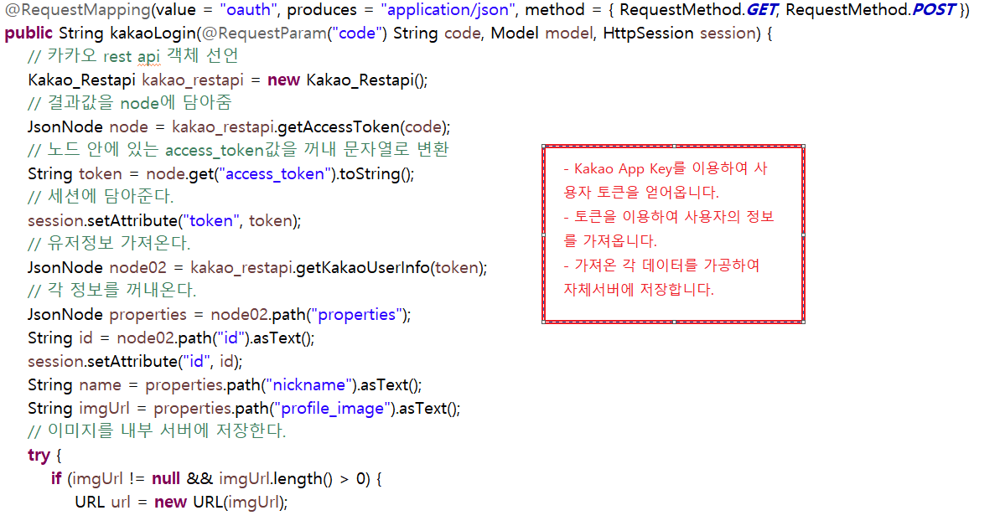 @RequestMapping(value = "oauth", produces = "application/json", method = { RequestMethod.GET, RequestMethod.POST })
public String kakaoLogin(@RequestParam("code") String code, Model model, HttpSession session) {
// 카카오 rest api 객체 선언
Kakao_Restapi kakao_restapi = new Kakao_Restapi();
// 결과값을 node에 담아줌
JsonNode node = kakao_restapi.getAccessToken(code);
// 노드 안에 있는 access_token값을 꺼내 문자열로 변환
String token = node.get("access_token").toString();
// 세션에 담아준다.
session.setAttribute("token", token);
// 유저정보 가져온다.
JsonNode node02 = kakao_restapi.getKakaoUserInfo(token);
// 각 정보를 꺼내온다.
JsonNode properties = node02.path("properties");
String id = node02.path("id").asText();
session.setAttribute("id", id);
String name = properties.path("nickname").asText();
String imgUrl = properties.path("profile_image").asText();
// 이미지를 내부 서버에 저장한다.
try {
if (imgUrl != null && imgUrl.length() > 0) {
URL url = new URL(imgUrl);
- Kakao App Key를 이용하여 사
용자 토큰을 얻어옵니다.
- 토큰을 이용하여 사용자의 정보
를 가져옵니다.
- 가져온 각 데이터를 가공하여
자체서버에 저장합니다.